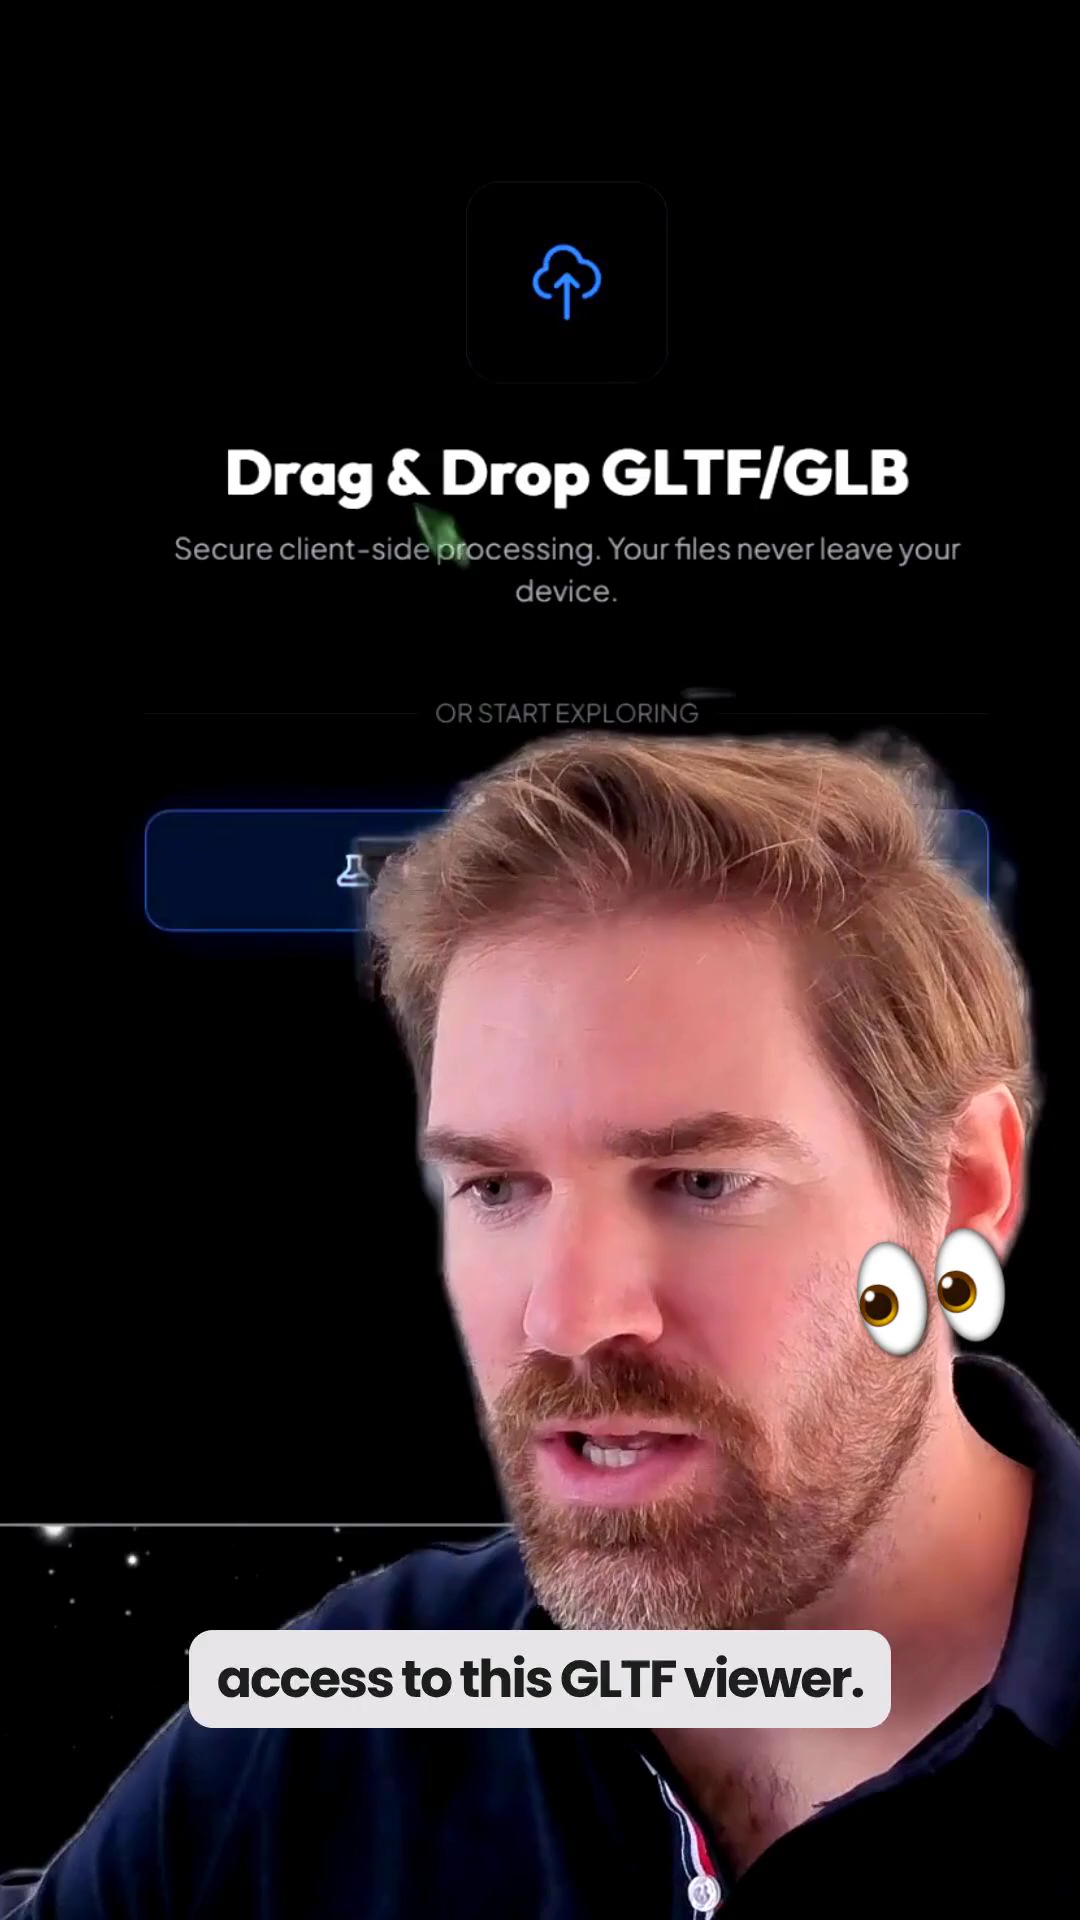 Drag & Drop GLTF/GLB
Secure client-side processing. Your files never leave your
device.
OR START EXPLORING
access to this GLTF viewer.